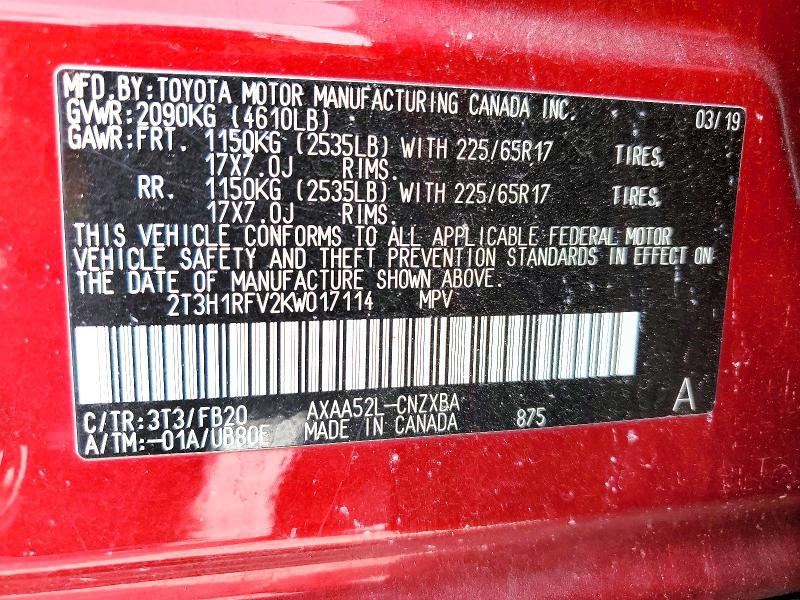 MFD.BY:TOYOTA MOTOR MANUFACTURING CANADA INC. 03/19
GVWR:2090KG (4610LB)
GAWR:FRT. 1150KG (2535LB) WITH 225/65R17 TIRES,
17X7.0J RIMS.
RR. 1150KG (2535LB) WITH 225/65R17 TIRES,
17X7.0J RIMS.
THIS VEHICLE CONFORMS TO ALL APPLICABLE FEDERAL MOTOR
VEHICLE SAFETY AND THEFT PREVENTION STANDARDS IN EFFECT ON
THE DATE OF MANUFACTURE SHOWN ABOVE.
2T3H1RFV2KW017114 MPV
C/TR:3T3/FB20 AXAA52L-CNZXBA 875 A
A/TM:-01A/UB80E MADE IN CANADA